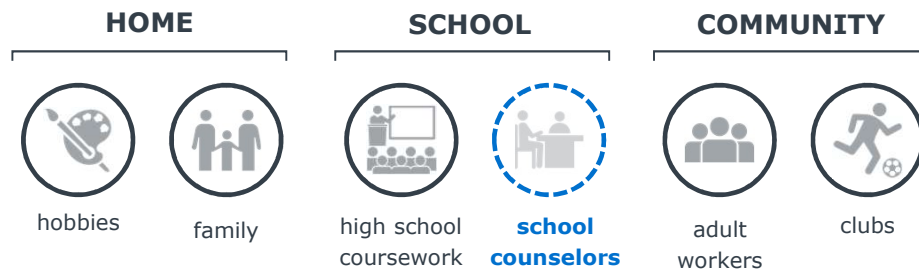 HOME
SCHOOL
COMMUNITY
hobbies
family
high school
coursework
school
counselors
adult
workers
clubs